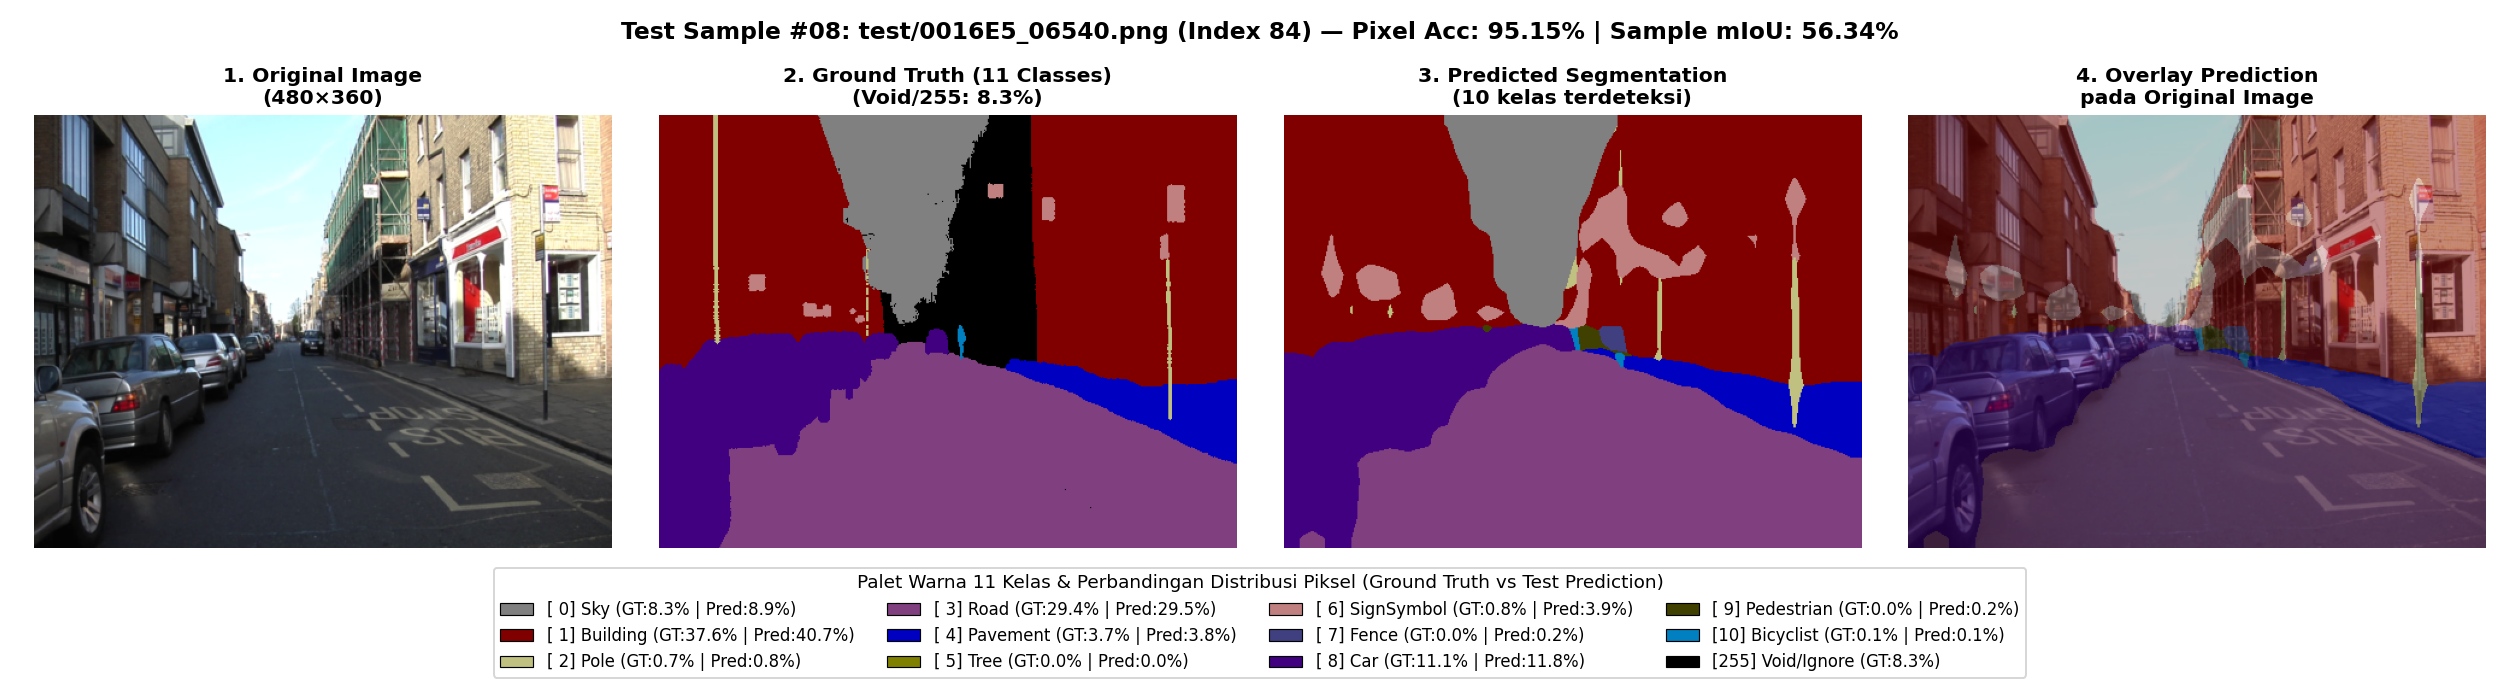 Test Sample #08: test/0016E5_06540.png (Index 84) — Pixel Acc: 95.15% | Sample mIoU: 56.34%
1. Original Image
(480×360)
2. Ground Truth (11 Classes)
(Void/255: 8.3%)
3. Predicted Segmentation
(10 kelas terdeteksi)
4. Overlay Prediction
pada Original Image
STOP
BUS
Palet Warna 11 Kelas & Perbandingan Distribusi Piksel (Ground Truth vs Test Prediction)
[ 0] Sky (GT:8.3% | Pred:8.9%)
[ 1] Building (GT:37.6% | Pred:40.7%)
[ 2] Pole (GT:0.7% | Pred:0.8%)
[ 3] Road (GT:29.4% | Pred:29.5%)
[ 4] Pavement (GT:3.7% | Pred:3.8%)
[ 5] Tree (GT:0.0% | Pred:0.0%)
[ 6] SignSymbol (GT:0.8% | Pred:3.9%)
[ 7] Fence (GT:0.0% | Pred:0.2%)
[ 8] Car (GT:11.1% | Pred:11.8%)
[ 9] Pedestrian (GT:0.0% | Pred:0.2%)
[10] Bicyclist (GT:0.1% | Pred:0.1%)
[255] Void/Ignore (GT:8.3%)